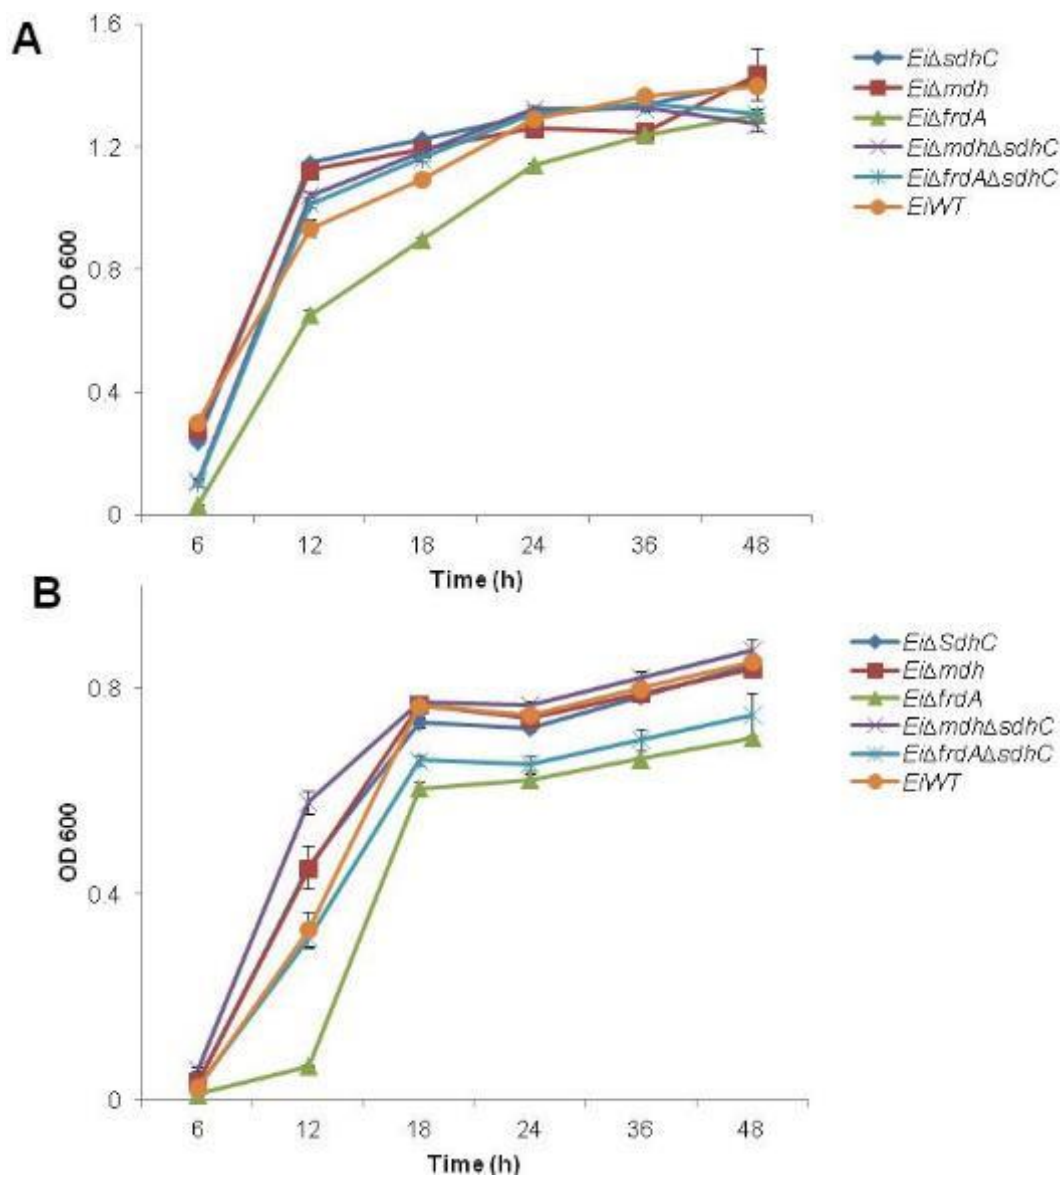 A
1.6
1.2
0.8
0.4
0
OD 600
6 12 18 24 36 48
Time (h)
EiΔsdhC
EiΔmdh
EiΔfrdA
EiΔmdhΔsdhC
EiΔfrdAΔsdhC
EiWT
B
0.8
0.4
0
OD 600
6 12 18 24 36 48
Time (h)
EiΔSdhC
EiΔmdh
EiΔfrdA
EiΔmdhΔsdhC
EiΔfrdAΔsdhC
EiWT